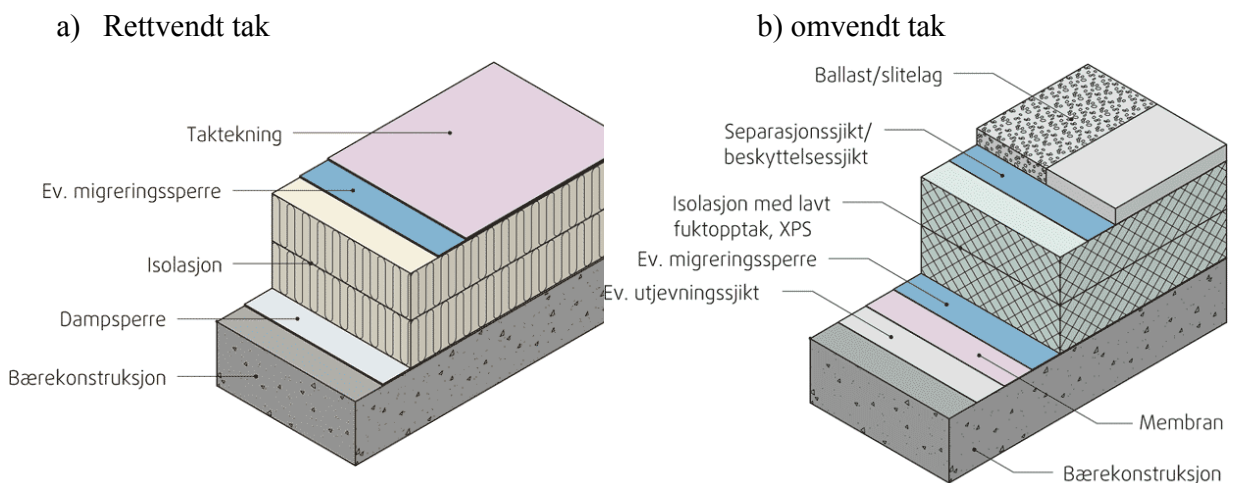 a) Rettvendt tak
Taktekning
Ev. migreringssperre
Isolasjon
Dampsperre
Bærekonstruksjon
b) omvendt tak
Ballast/slitelag
Separasjonssjikt/
beskyttelsessjikt
Isolasjon med lavt
fuktopptak, XPS
Ev. migreringssperre
Ev. utjevningssjikt
Membran
Bærekonstruksjon